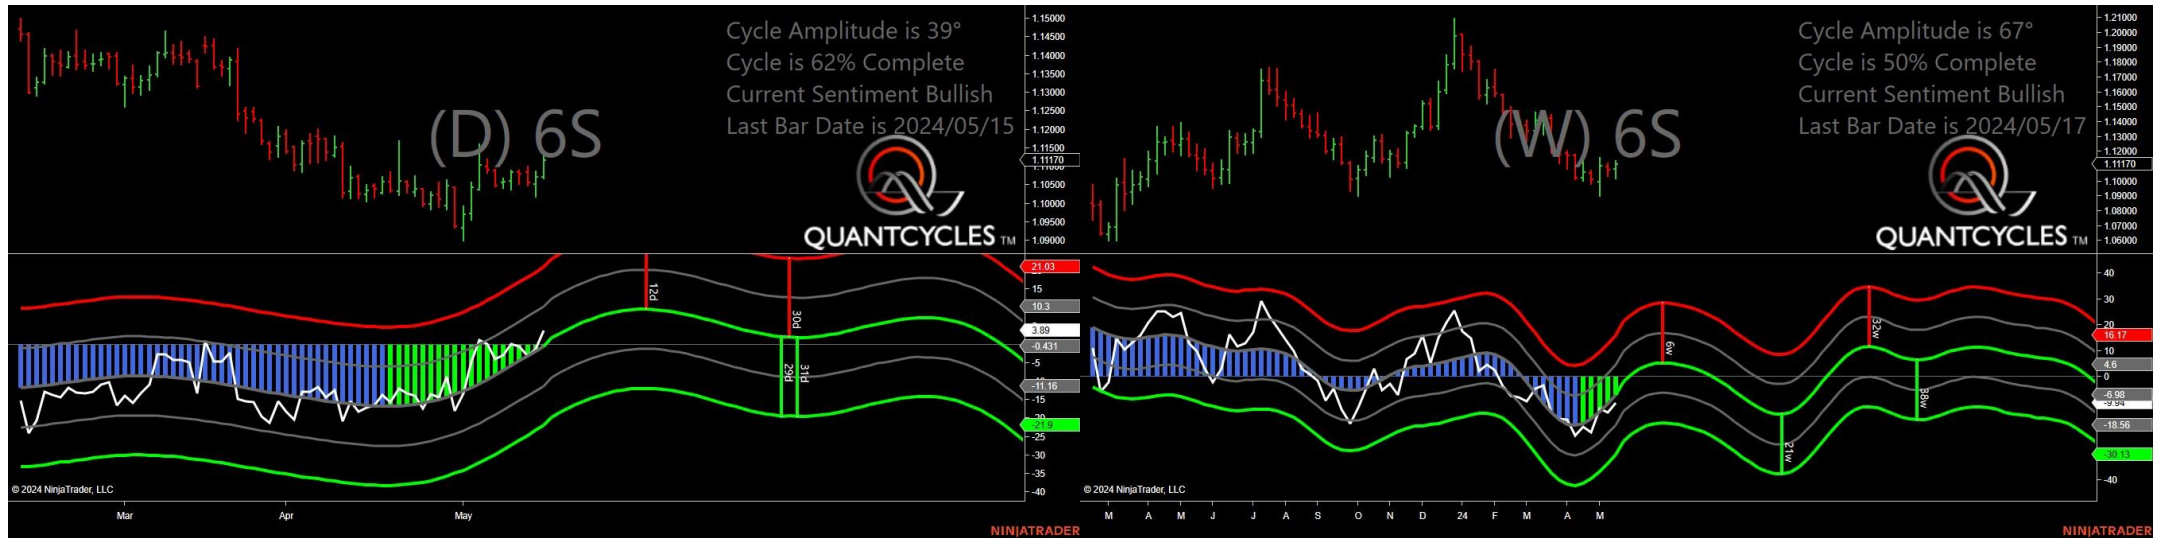 Cycle Amplitude is 39°
Cycle is 62% Complete
Current Sentiment Bullish
Last Bar Date is 2024/05/15
(D) 6S
QUANTCYCLES TM
1.15000
1.14500
1.14000
1.13500
1.13000
1.12500
1.12000
1.11500
1.11170
1.10500
1.10000
1.09500
1.09000
21.03
15
10.3
3.89
-0.431
-5
-11.16
-15
-21.9
-25
-30
-35
-40
12d
30d
29d
31d
© 2024 NinjaTrader, LLC
Mar
Apr
May
NINJATRADER
Cycle Amplitude is 67°
Cycle is 50% Complete
Current Sentiment Bullish
Last Bar Date is 2024/05/17
(W) 6S
QUANTCYCLES TM
1.21000
1.20000
1.19000
1.18000
1.17000
1.16000
1.15000
1.14000
1.13000
1.12000
1.11170
1.10000
1.09000
1.08000
1.07000
1.06000
40
30
20
16.17
10
4.6
0
-6.98
-9.94
-18.56
-30.13
-40
6w
32w
21w
38w
© 2024 NinjaTrader, LLC
M A M J J A S O N D 24 F M A M
NINJATRADER